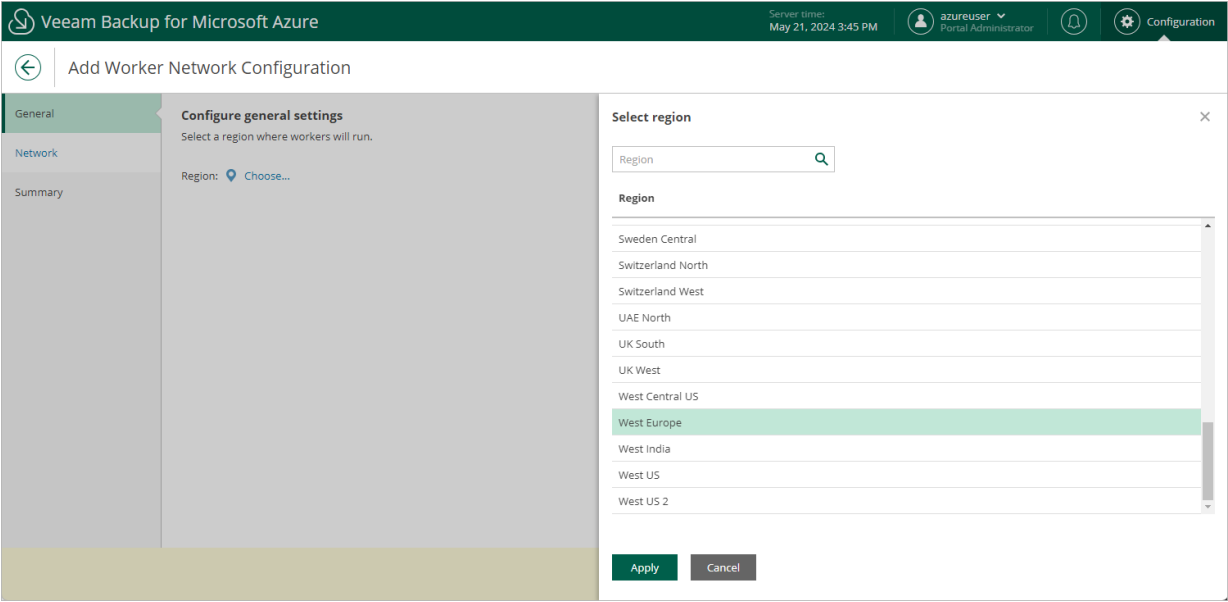 Veeam Backup for Microsoft Azure
Server time:
May 21, 2024 3:45 PM
azureuser
Portal Administrator
Configuration
Add Worker Network Configuration
General
Network
Summary
Configure general settings
Select a region where workers will run.
Region: Choose...
Select region
Region
Region
Sweden Central
Switzerland North
Switzerland West
UAE North
UK South
UK West
West Central US
West Europe
West India
West US
West US 2
Apply Cancel